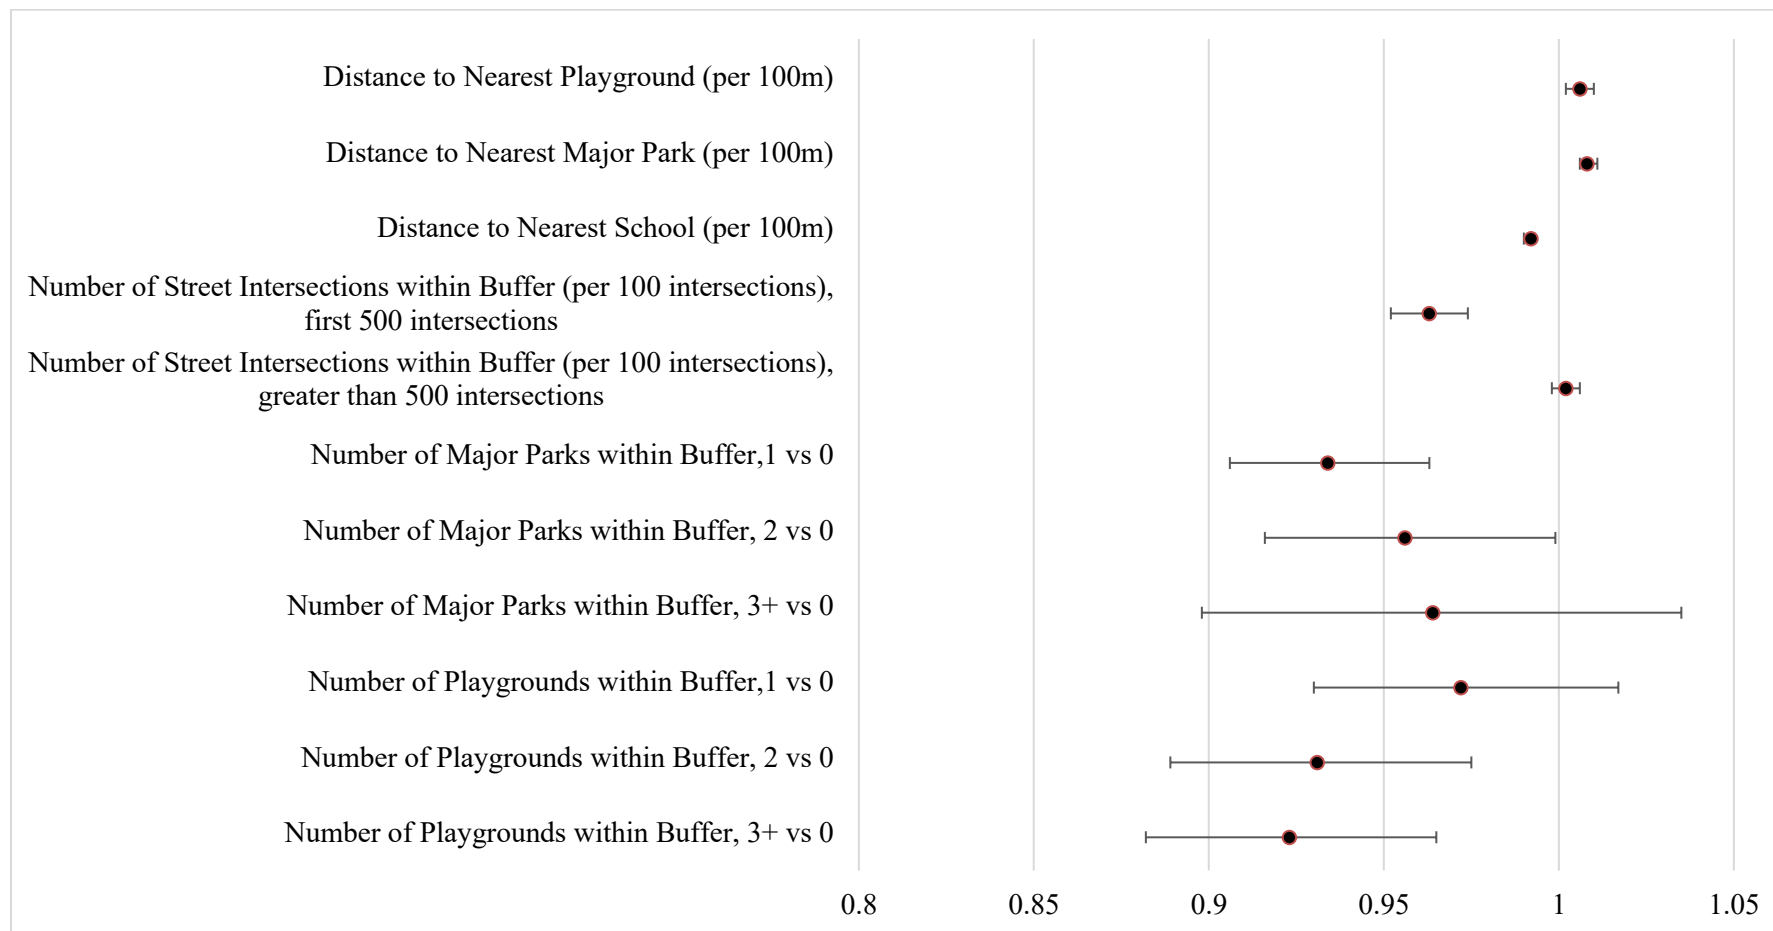 Distance to Nearest Playground (per 100m)
Distance to Nearest Major Park (per 100m)
Distance to Nearest School (per 100m)
Number of Street Intersections within Buffer (per 100 intersections),
first 500 intersections
Number of Street Intersections within Buffer (per 100 intersections),
greater than 500 intersections
Number of Major Parks within Buffer,1 vs 0
Number of Major Parks within Buffer, 2 vs 0
Number of Major Parks within Buffer, 3+ vs 0
Number of Playgrounds within Buffer,1 vs 0
Number of Playgrounds within Buffer, 2 vs 0
Number of Playgrounds within Buffer, 3+ vs 0
0.8 0.85 0.9 0.95 1 1.05